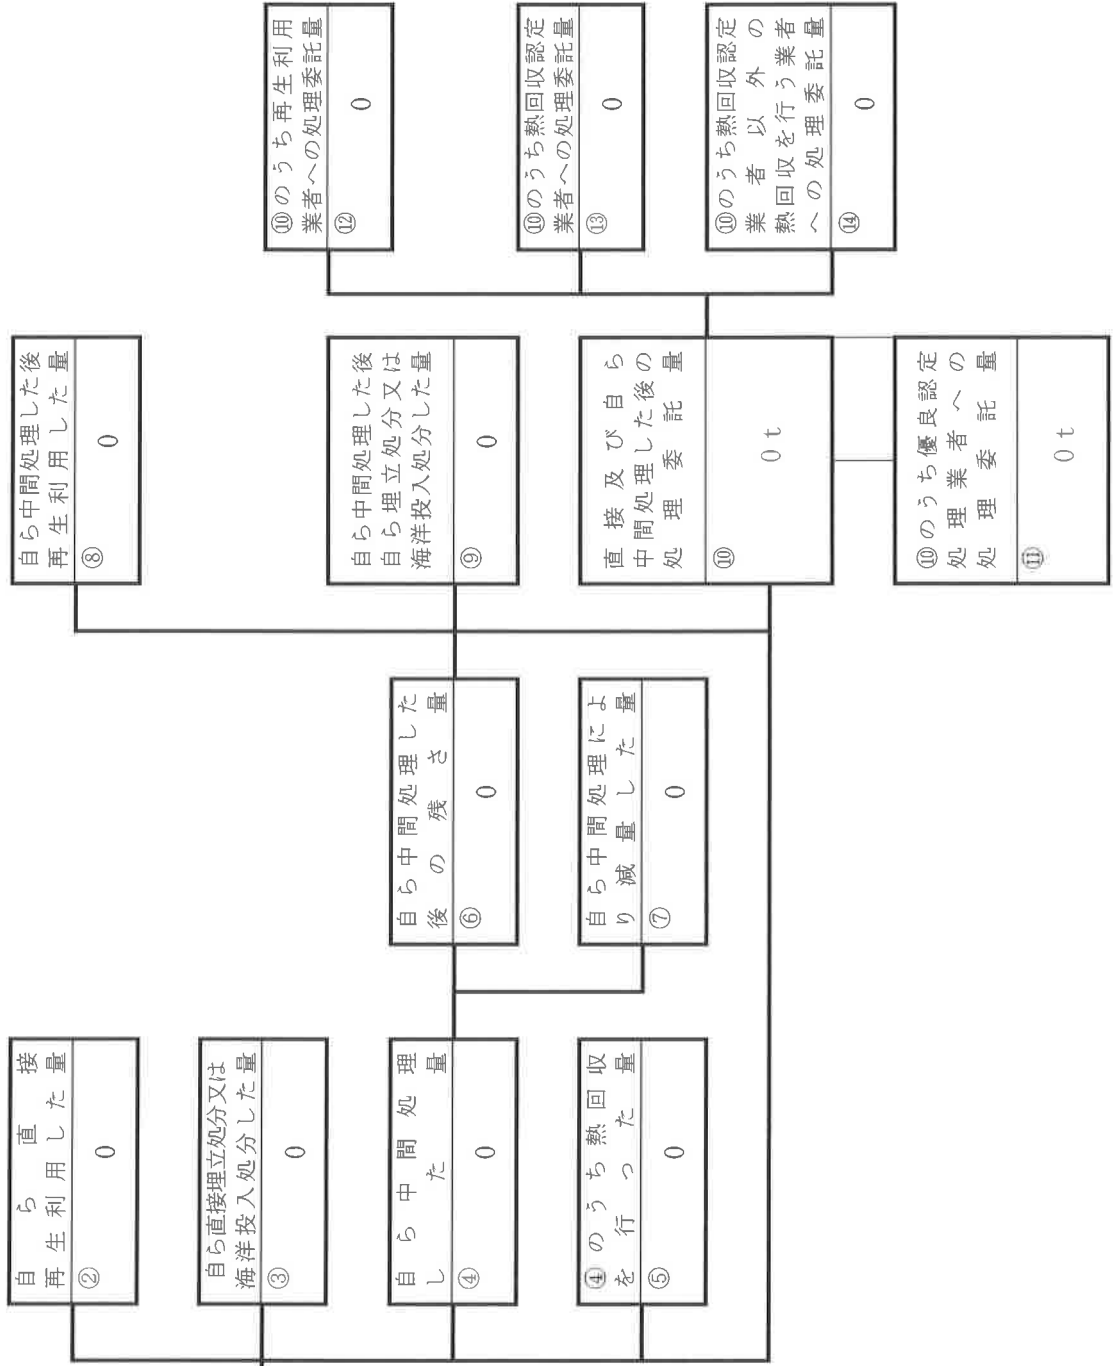 自ら直接
再生利用した量
②
0
自ら直接埋立処分又は
海洋投入処分した量
③
0
自ら中間処理
した量
④
0
④のうち熱回収
を行った量
⑤
0
自ら中間処理した
後の残さ量
⑥
0
自ら中間処理によ
り減量した量
⑦
0
自ら中間処理した後
再生利用した量
⑧
0
自ら中間処理した後
自ら埋立処分又は
海洋投入処分した量
⑨
0
直接及び自ら
中間処理した後の
処理委託量
⑩
0 t
⑩のうち優良認定
処理業者への
処理委託量
⑪
0 t
⑩のうち再生利用
業者への処理委託量
⑫
0
⑩のうち熱回収認定
業者への処理委託量
⑬
0
⑩のうち熱回収認定
業者以外の
熱回収を行う業者
への処理委託量
⑭
0